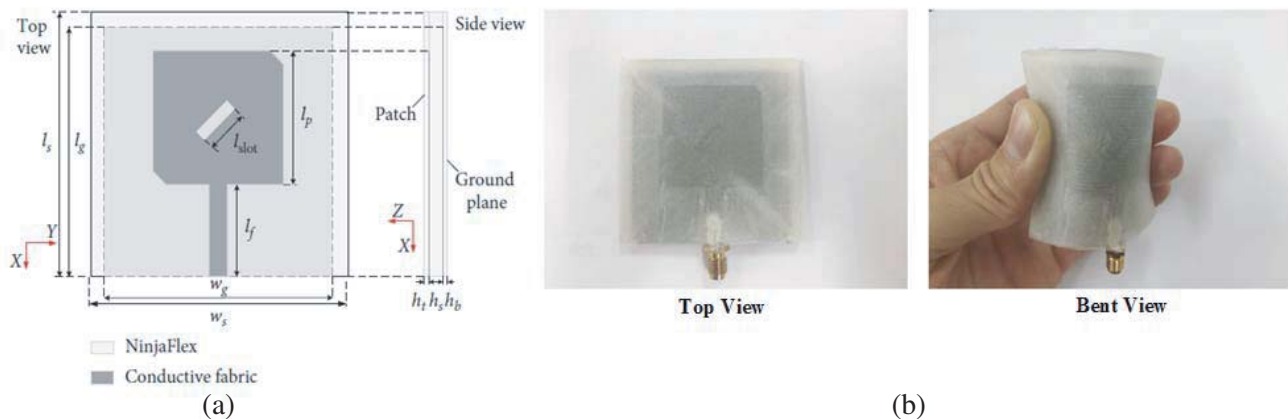 Top
view
Side view
l_s
l_g
l_p
l_slot
l_f
Patch
Ground
plane
Y
X
Z
X
w_g
w_s
h_t h_s h_b
NinjaFlex
Conductive fabric
(a)
Top View
Bent View
(b)